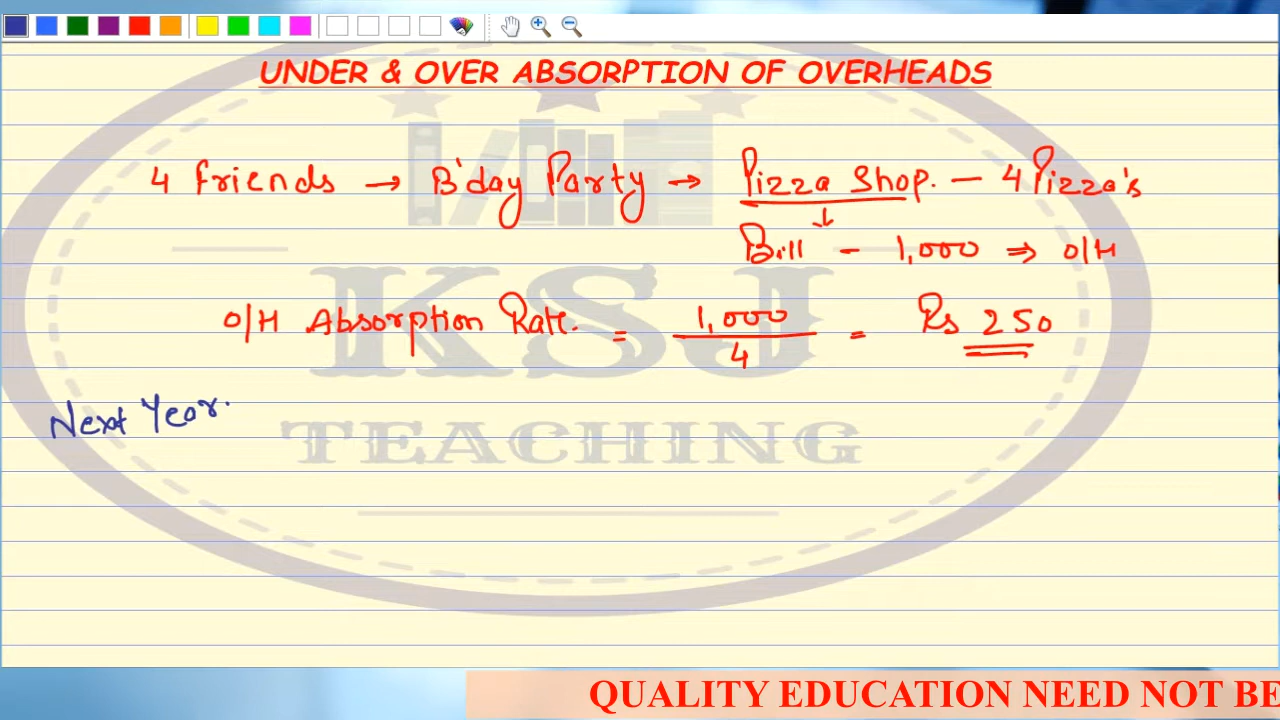 UNDER & OVER ABSORPTION OF OVERHEADS
4 Friends → B'day Party → Pizza Shop. — 4 Pizza's
↓
Bill - 1,000 ⇒ O/H
O/H Absorption Rate. = 1,000 / 4 = Rs 250
Next Year.
KSJ
TEACHING
QUALITY EDUCATION NEED NOT BE